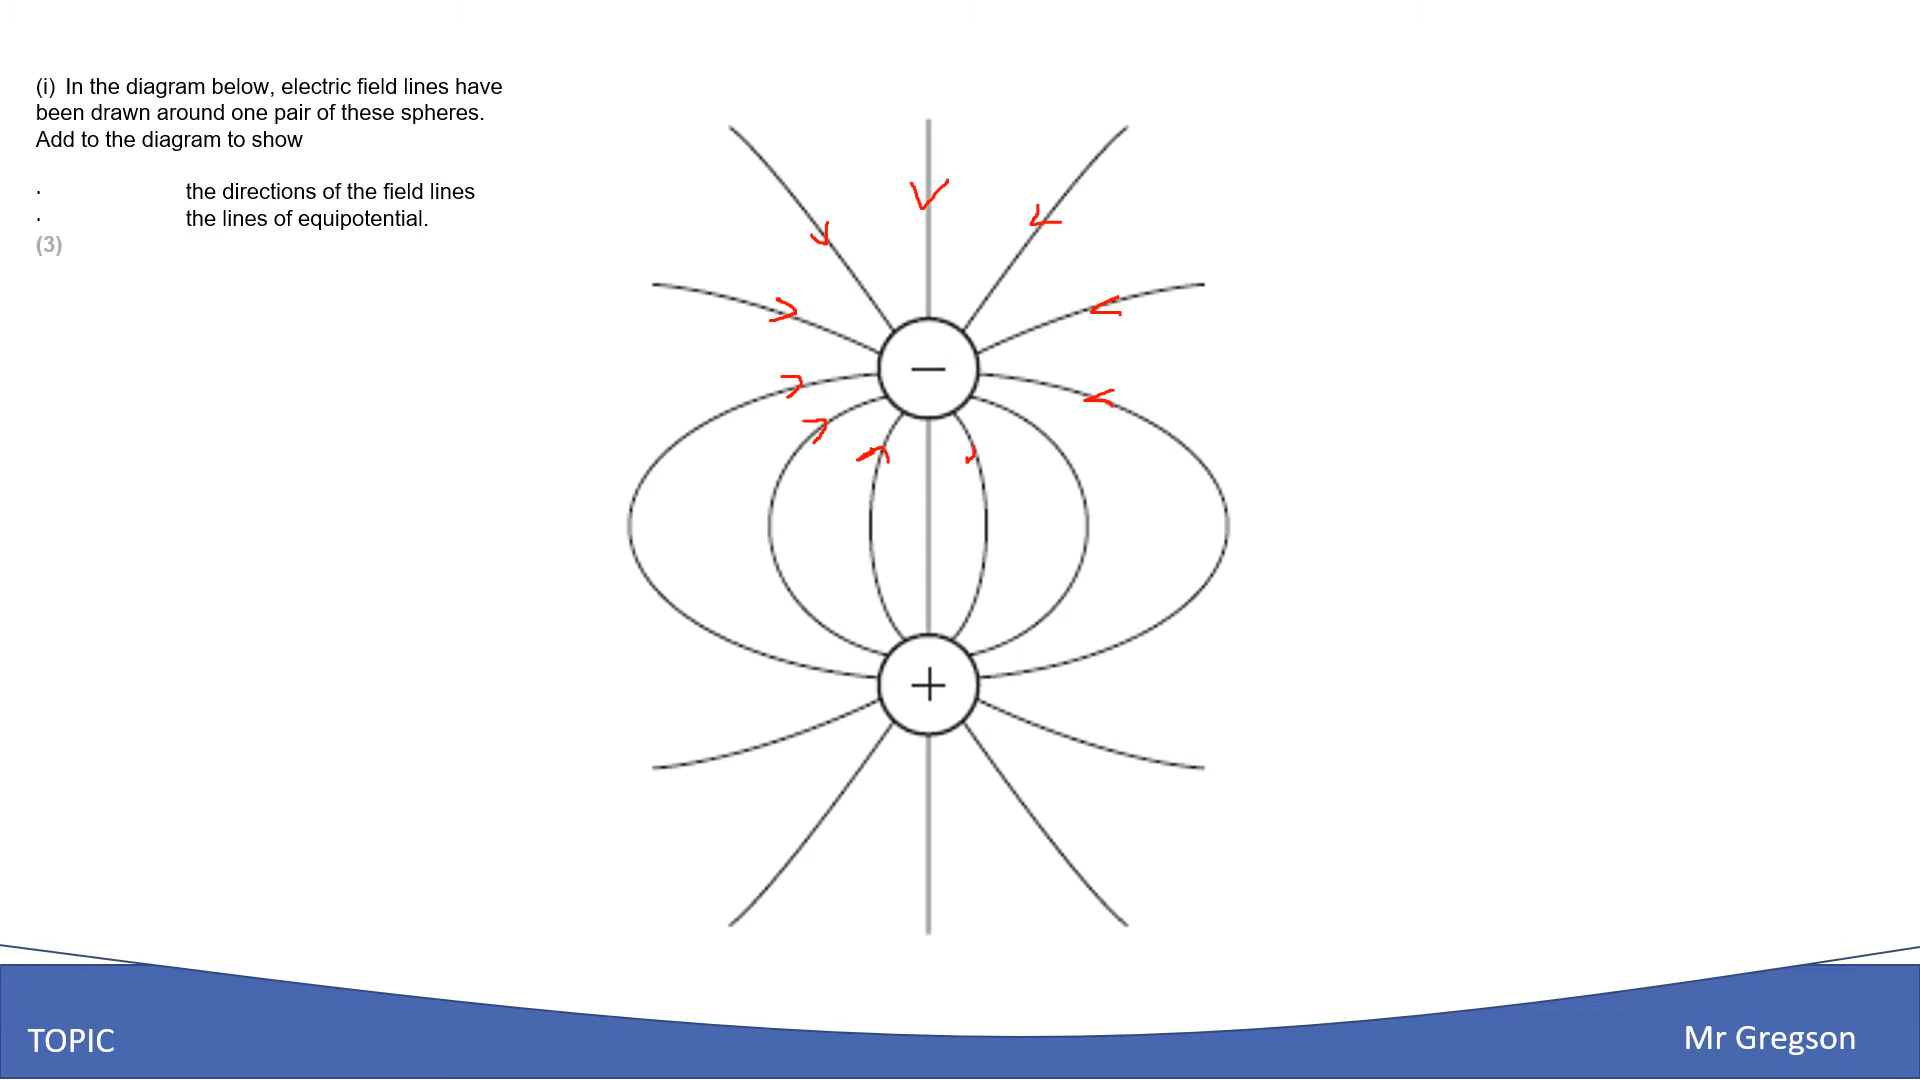 (i) In the diagram below, electric field lines have
been drawn around one pair of these spheres.
Add to the diagram to show
· the directions of the field lines
· the lines of equipotential.
(3)
−
+
TOPIC
Mr Gregson